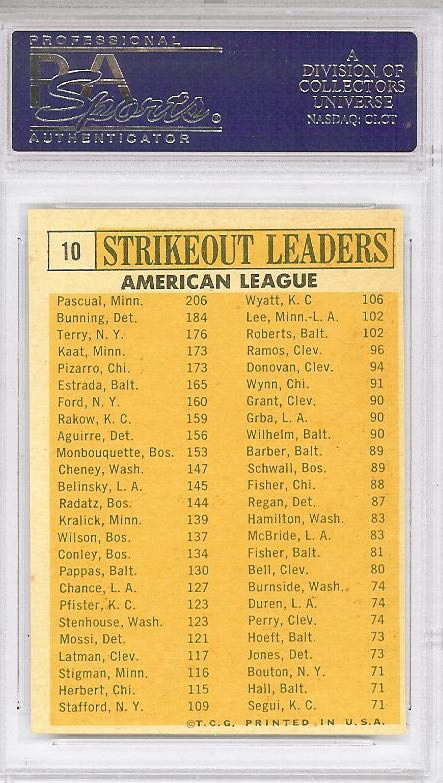 PROFESSIONAL
PSA
Sports
AUTHENTICATOR
A
DIVISION OF
COLLECTORS
UNIVERSE
NASDAQ: CLCT
10 STRIKEOUT LEADERS
AMERICAN LEAGUE
Pascual, Minn. 206
Bunning, Det. 184
Terry, N. Y. 176
Kaat, Minn. 173
Pizarro, Chi. 173
Estrada, Balt. 165
Ford, N. Y. 160
Rakow, K. C. 159
Aguirre, Det. 156
Monbouquette, Bos. 153
Cheney, Wash. 147
Belinsky, L. A. 145
Radatz, Bos. 144
Kralick, Minn. 139
Wilson, Bos. 137
Conley, Bos. 134
Pappas, Balt. 130
Chance, L. A. 127
Pfister, K. C. 123
Stenhouse, Wash. 123
Mossi, Det. 121
Latman, Clev. 117
Stigman, Minn. 116
Herbert, Chi. 115
Stafford, N. Y. 109
Wyatt, K. C 106
Lee, Minn.-L. A. 102
Roberts, Balt. 102
Ramos, Clev. 96
Donovan, Clev. 94
Wynn, Chi. 91
Grant, Clev. 90
Grba, L. A. 90
Wilhelm, Balt. 90
Barber, Balt. 89
Schwall, Bos. 89
Fisher, Chi. 88
Regan, Det. 87
Hamilton, Wash. 83
McBride, L. A. 83
Fisher, Balt. 81
Bell, Clev. 80
Burnside, Wash. 74
Duren, L. A. 74
Perry, Clev. 74
Hoeft, Balt. 73
Jones, Det. 73
Bouton, N. Y. 71
Hall, Balt. 71
Segui, K. C. 71
©T.C.G. PRINTED IN U.S.A.